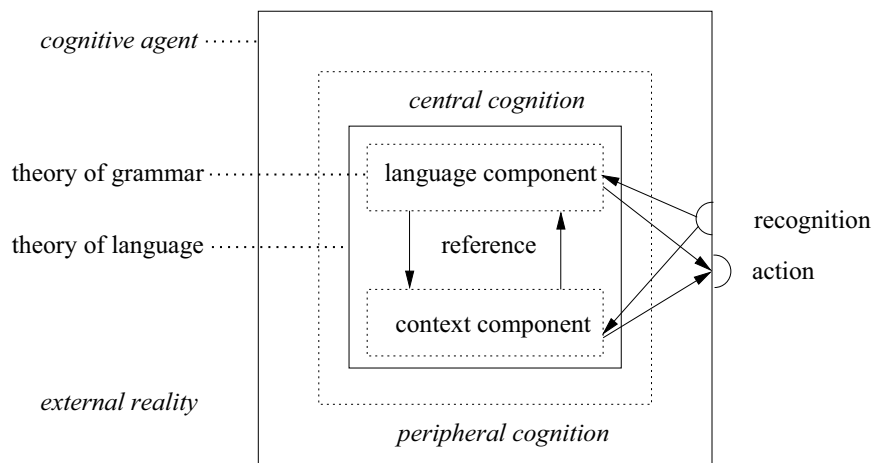 cognitive agent
central cognition
theory of grammar
language component
recognition
theory of language
reference
action
context component
external reality
peripheral cognition